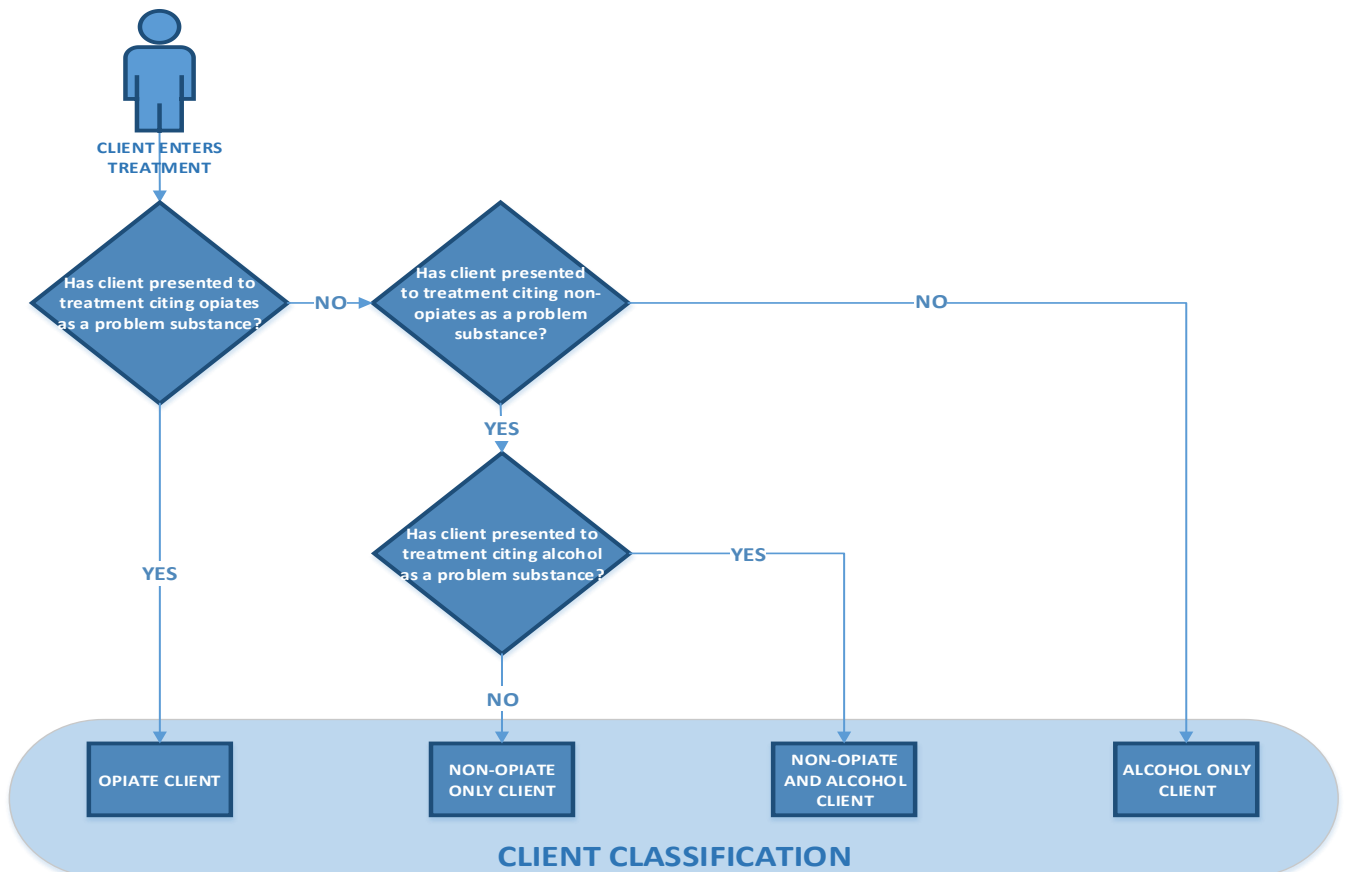 CLIENT ENTERS
TREATMENT
Has client presented to
treatment citing opiates
as a problem substance?
NO
Has client presented
to treatment citing non-
opiates as a problem
substance?
NO
YES
Has client presented to
treatment citing alcohol
as a problem substance?
YES
YES
NO
OPIATE CLIENT
NON-OPIATE
ONLY CLIENT
NON-OPIATE
AND ALCOHOL
CLIENT
ALCOHOL ONLY
CLIENT
CLIENT CLASSIFICATION